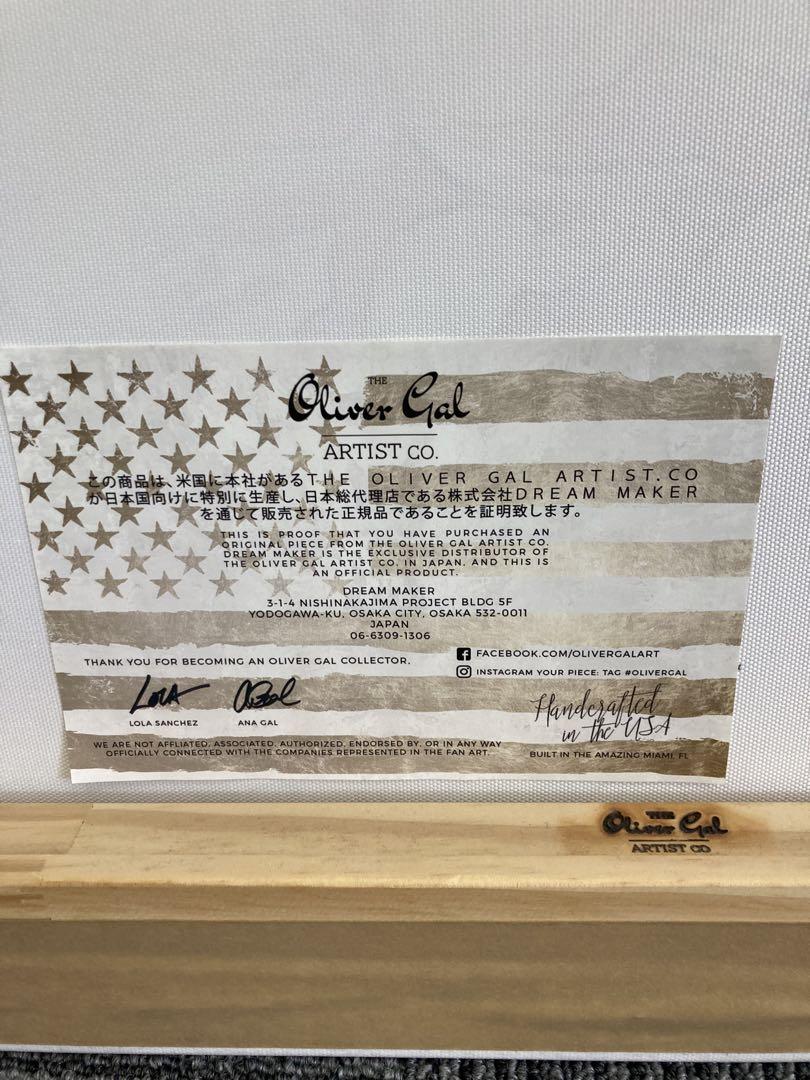 THE
Oliver Gal
ARTIST CO.
この商品は、米国に本社があるTHE OLIVER GAL ARTIST.CO
が日本国向けに特別に生産し、日本総代理店である株式会社DREAM MAKER
を通じて販売された正規品であることを証明致します。
THIS IS PROOF THAT YOU HAVE PURCHASED AN
ORIGINAL PIECE FROM THE OLIVER GAL ARTIST CO.
DREAM MAKER IS THE EXCLUSIVE DISTRIBUTOR OF
THE OLIVER GAL ARTIST CO. IN JAPAN. AND THIS IS
AN OFFICIAL PRODUCT.
DREAM MAKER
3-1-4 NISHINAKAJIMA PROJECT BLDG 5F
YODOGAWA-KU, OSAKA CITY, OSAKA 532-0011
JAPAN
06-6309-1306
THANK YOU FOR BECOMING AN OLIVER GAL COLLECTOR.
FACEBOOK.COM/OLIVERGALART
INSTAGRAM YOUR PIECE: TAG #OLIVERGAL
LOLA
LOLA SANCHEZ
ANA GAL
Handcrafted
in the USA
WE ARE NOT AFFLIATED, ASSOCIATED, AUTHORIZED, ENDORSED BY, OR IN ANY WAY
OFFICIALLY CONNECTED WITH THE COMPANIES REPRESENTED IN THE FAN ART.
BUILT IN THE AMAZING MIAMI, FL
THE
Oliver Gal
ARTIST CO